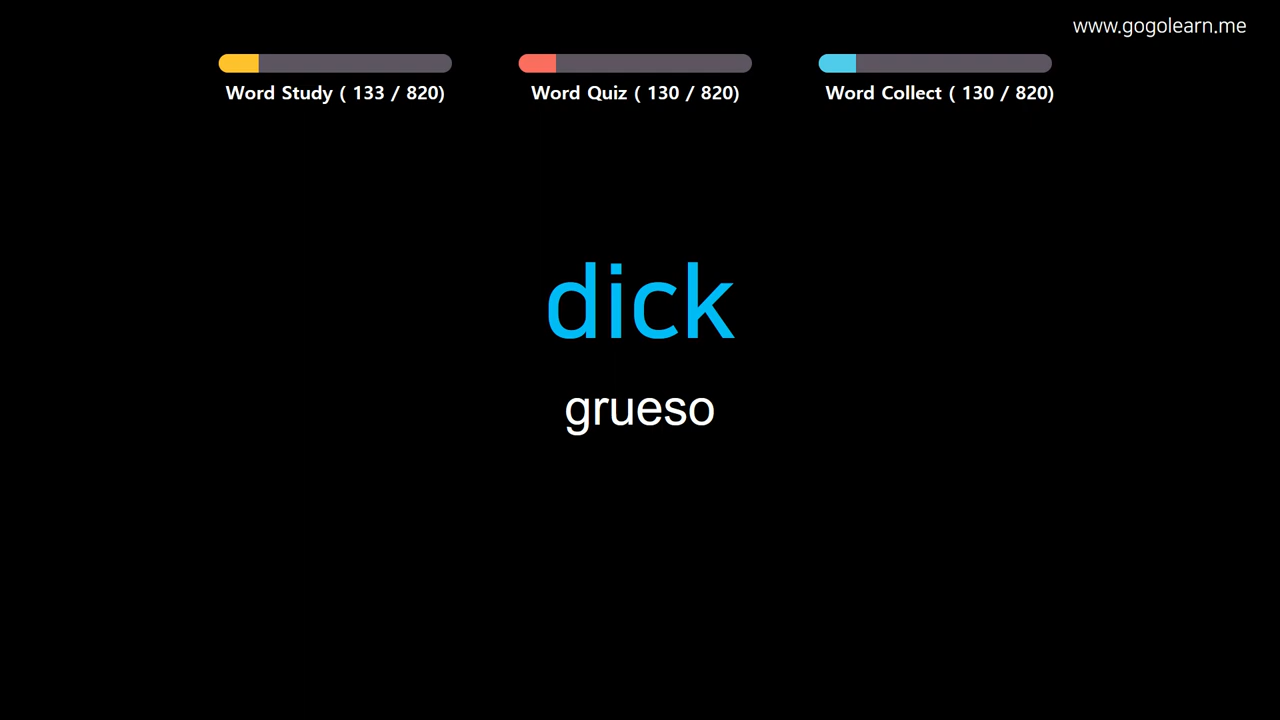 www.gogolearn.me
Word Study ( 133 / 820)
Word Quiz ( 130 / 820)
Word Collect ( 130 / 820)
dick
grueso